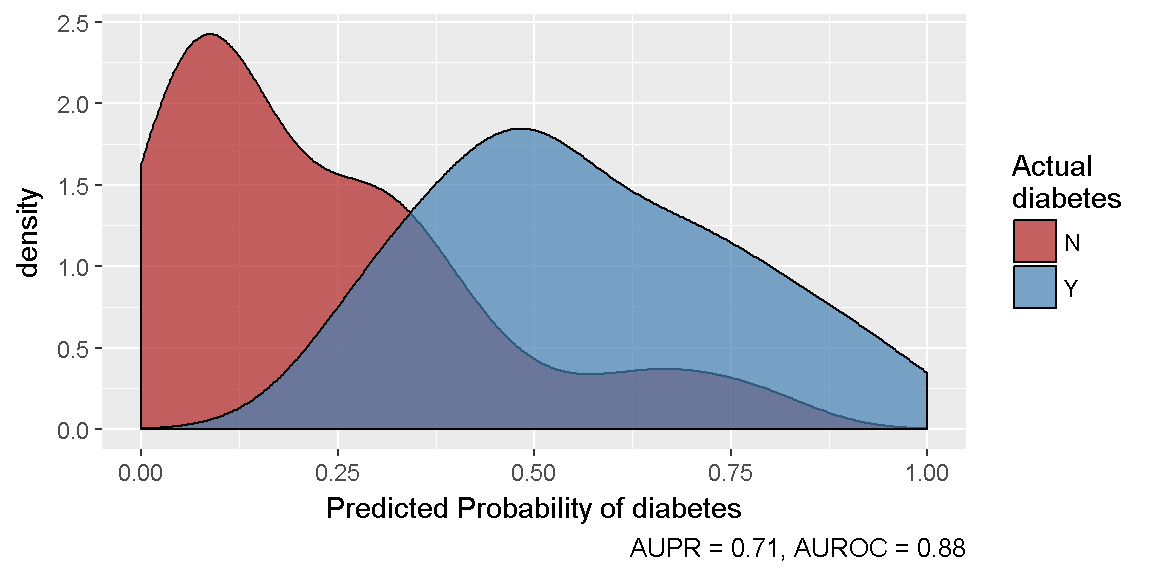 2.5
2.0
1.5
1.0
0.5
0.0
density
0.00 0.25 0.50 0.75 1.00
Predicted Probability of diabetes
AUPR = 0.71, AUROC = 0.88
Actual
diabetes
N
Y